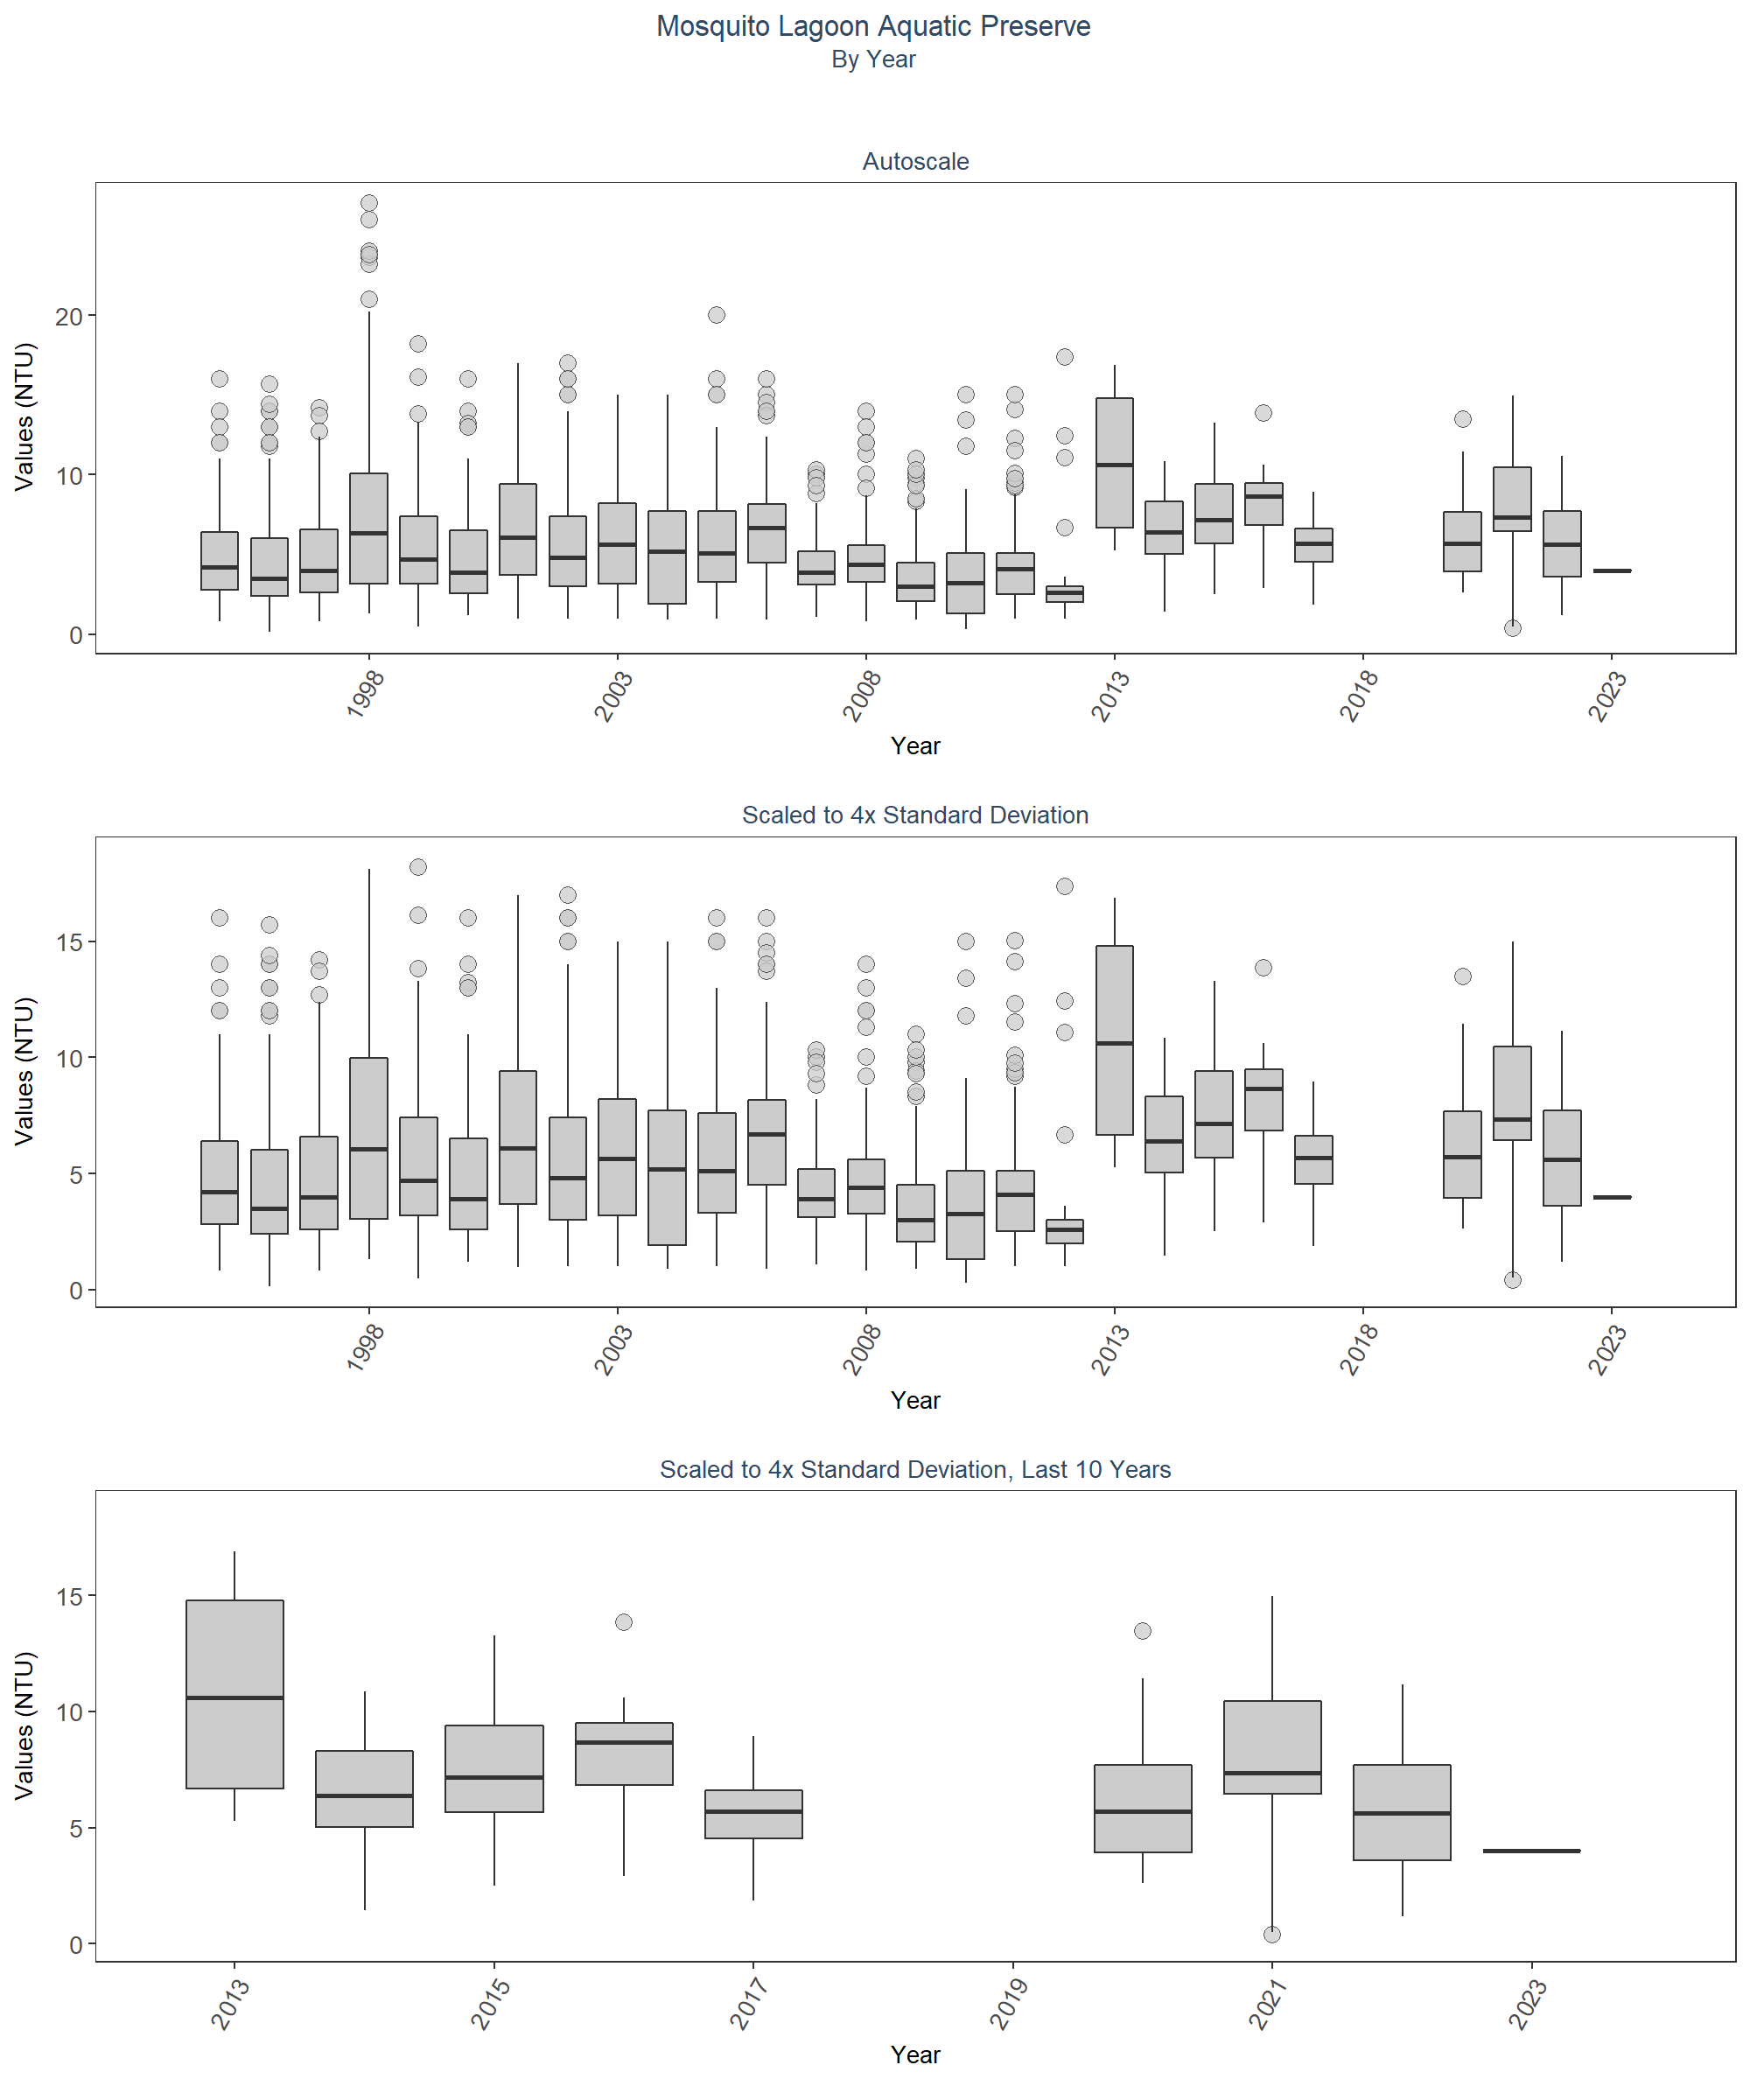 Mosquito Lagoon Aquatic Preserve
By Year
Autoscale
Values (NTU)
20
10
0
1998 2003 2008 2013 2018 2023
Year
Scaled to 4x Standard Deviation
Values (NTU)
15
10
5
0
1998 2003 2008 2013 2018 2023
Year
Scaled to 4x Standard Deviation, Last 10 Years
Values (NTU)
15
10
5
0
2013 2015 2017 2019 2021 2023
Year